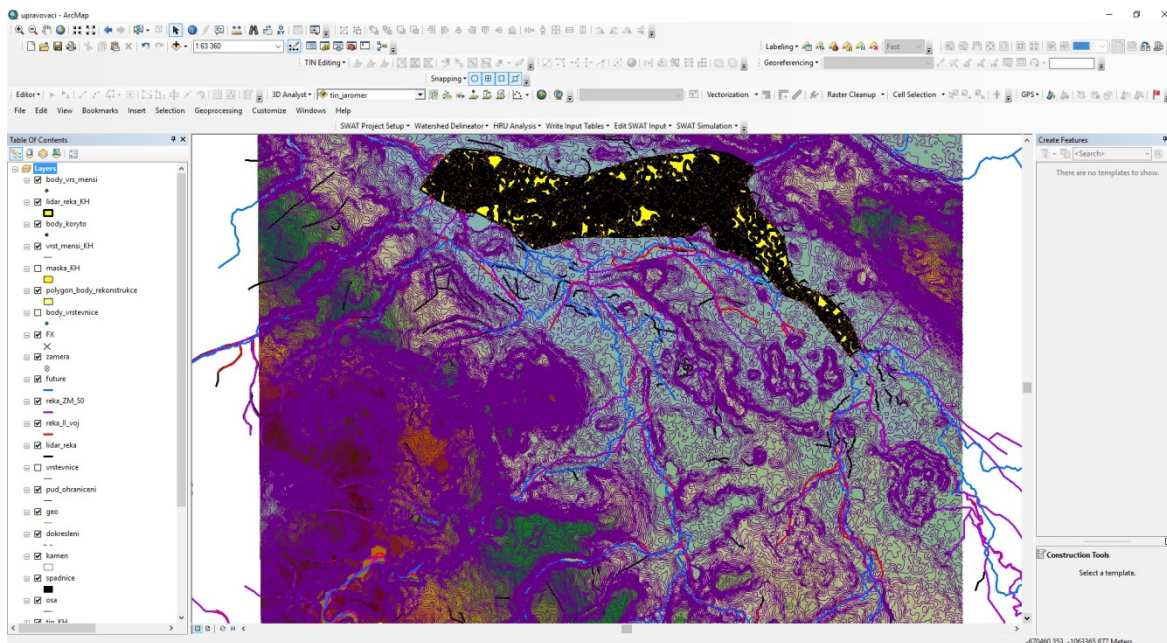 upravovaci - ArcMap
1:63 360
Labeling
Fast
TIN Editing
Georeferencing
Snapping
Editor
3D Analyst
tin_jaromer
Vectorization
Raster Cleanup
Cell Selection
GPS
File Edit View Bookmarks Insert Selection Geoprocessing Customize Windows Help
SWAT Project Setup Watershed Delineator HRU Analysis Write Input Tables Edit SWAT Input SWAT Simulation
Table Of Contents
Layers
body_vrs_mensi
lidar_reka_KH
body_koryto
vrst_mensi_KH
maska_KH
polygon_body_rekonstrukce
body_vrstevnice
FX
zamera
future
reka_ZM_50
reka_II_voj
lidar_reka
vrstevnice
pud_ohraniceni
geo
dokresleni
kamen
spadnice
osa
tin_KH
Create Features
<Search>
There are no templates to show.
Construction Tools
Select a template.
-670460,353 -1063365,877 Meters